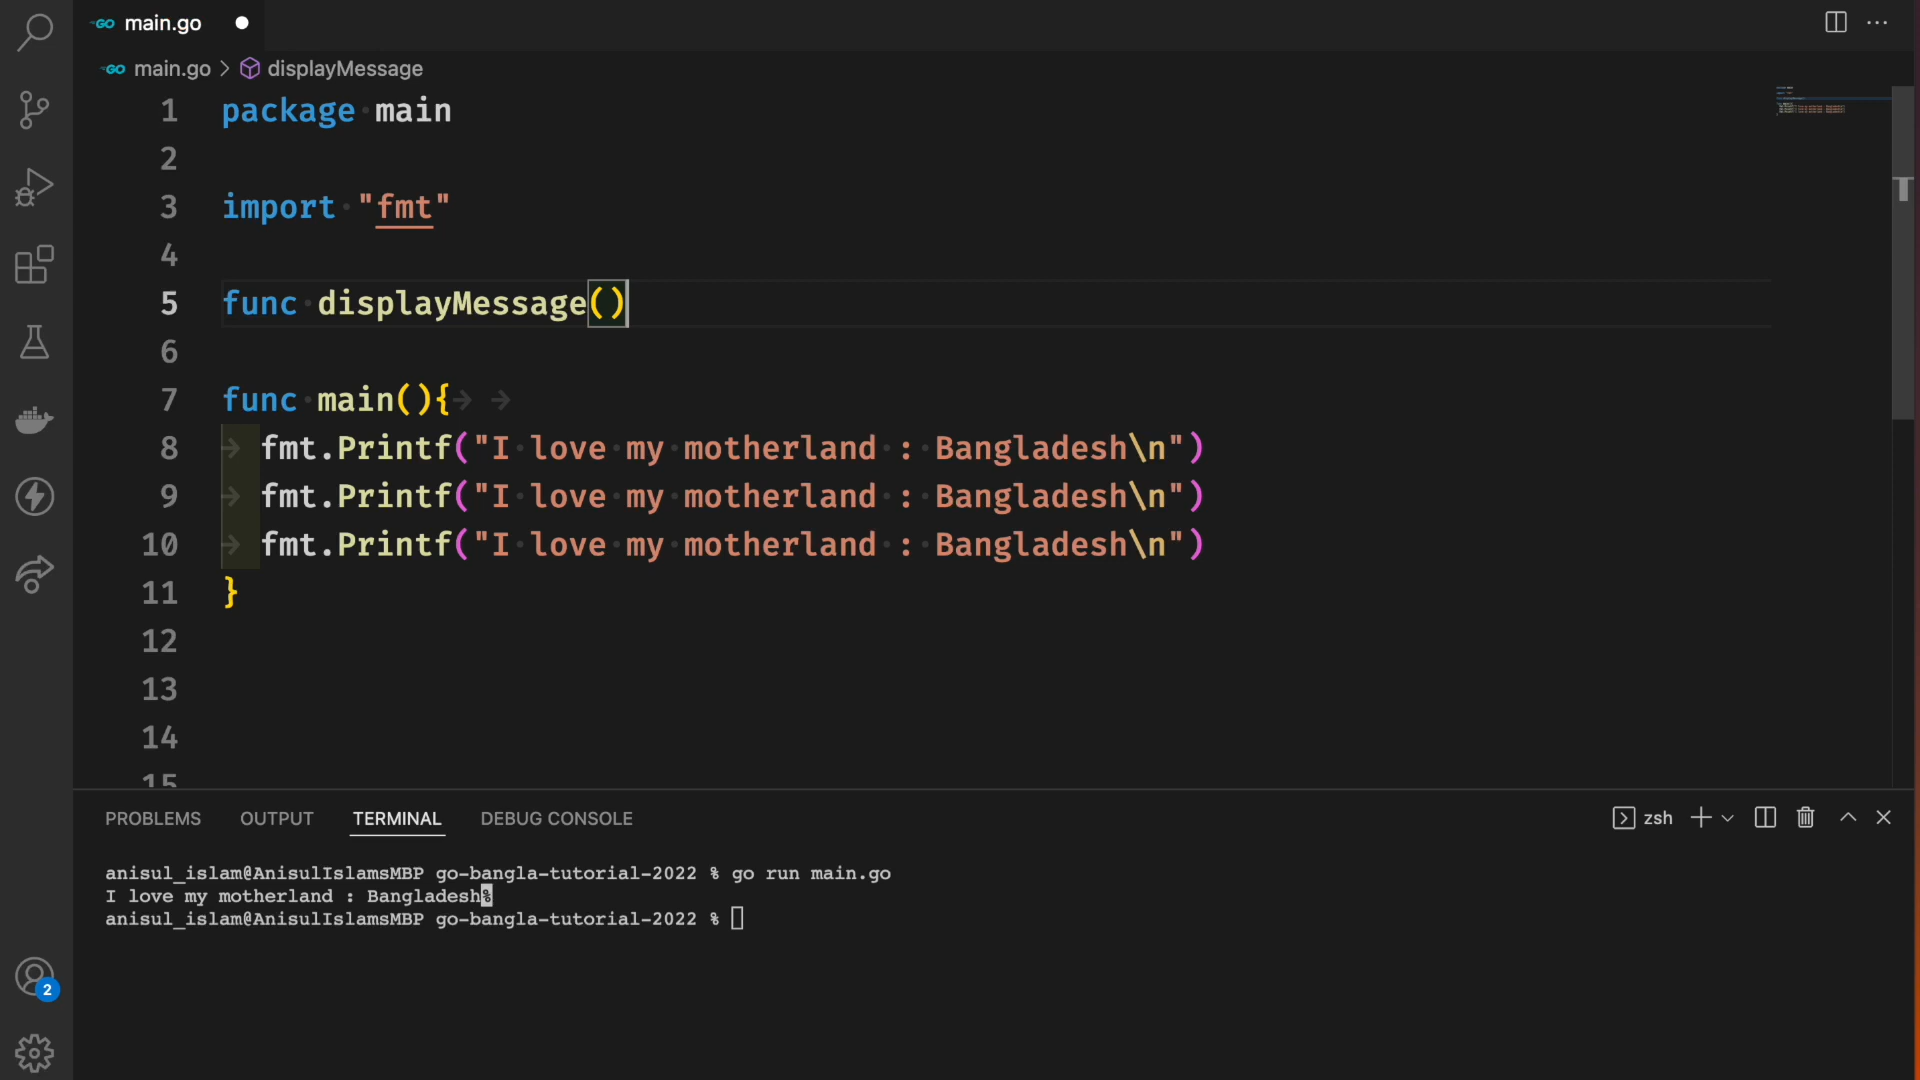 GO main.go
GO main.go > displayMessage
1 package main
2
3 import "fmt"
4
5 func displayMessage()
6
7 func main(){
8 fmt.Printf("I love my motherland : Bangladesh\n")
9 fmt.Printf("I love my motherland : Bangladesh\n")
10 fmt.Printf("I love my motherland : Bangladesh\n")
11 }
12
13
14
15
PROBLEMS OUTPUT TERMINAL DEBUG CONSOLE zsh
anisul_islam@AnisulIslamsMBP go-bangla-tutorial-2022 % go run main.go
I love my motherland : Bangladesh%
anisul_islam@AnisulIslamsMBP go-bangla-tutorial-2022 %
2